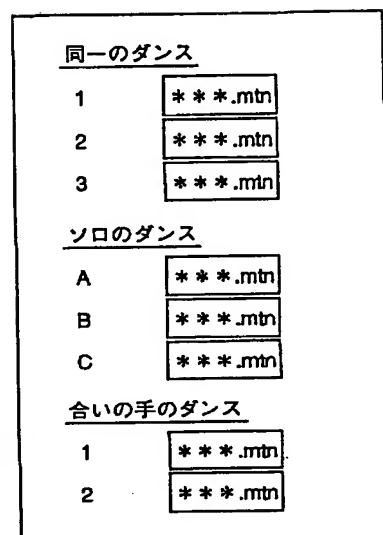 同一のダンス
1 ***.mtn
2 ***.mtn
3 ***.mtn
ソロのダンス
A ***.mtn
B ***.mtn
C ***.mtn
合いの手のダンス
1 ***.mtn
2 ***.mtn